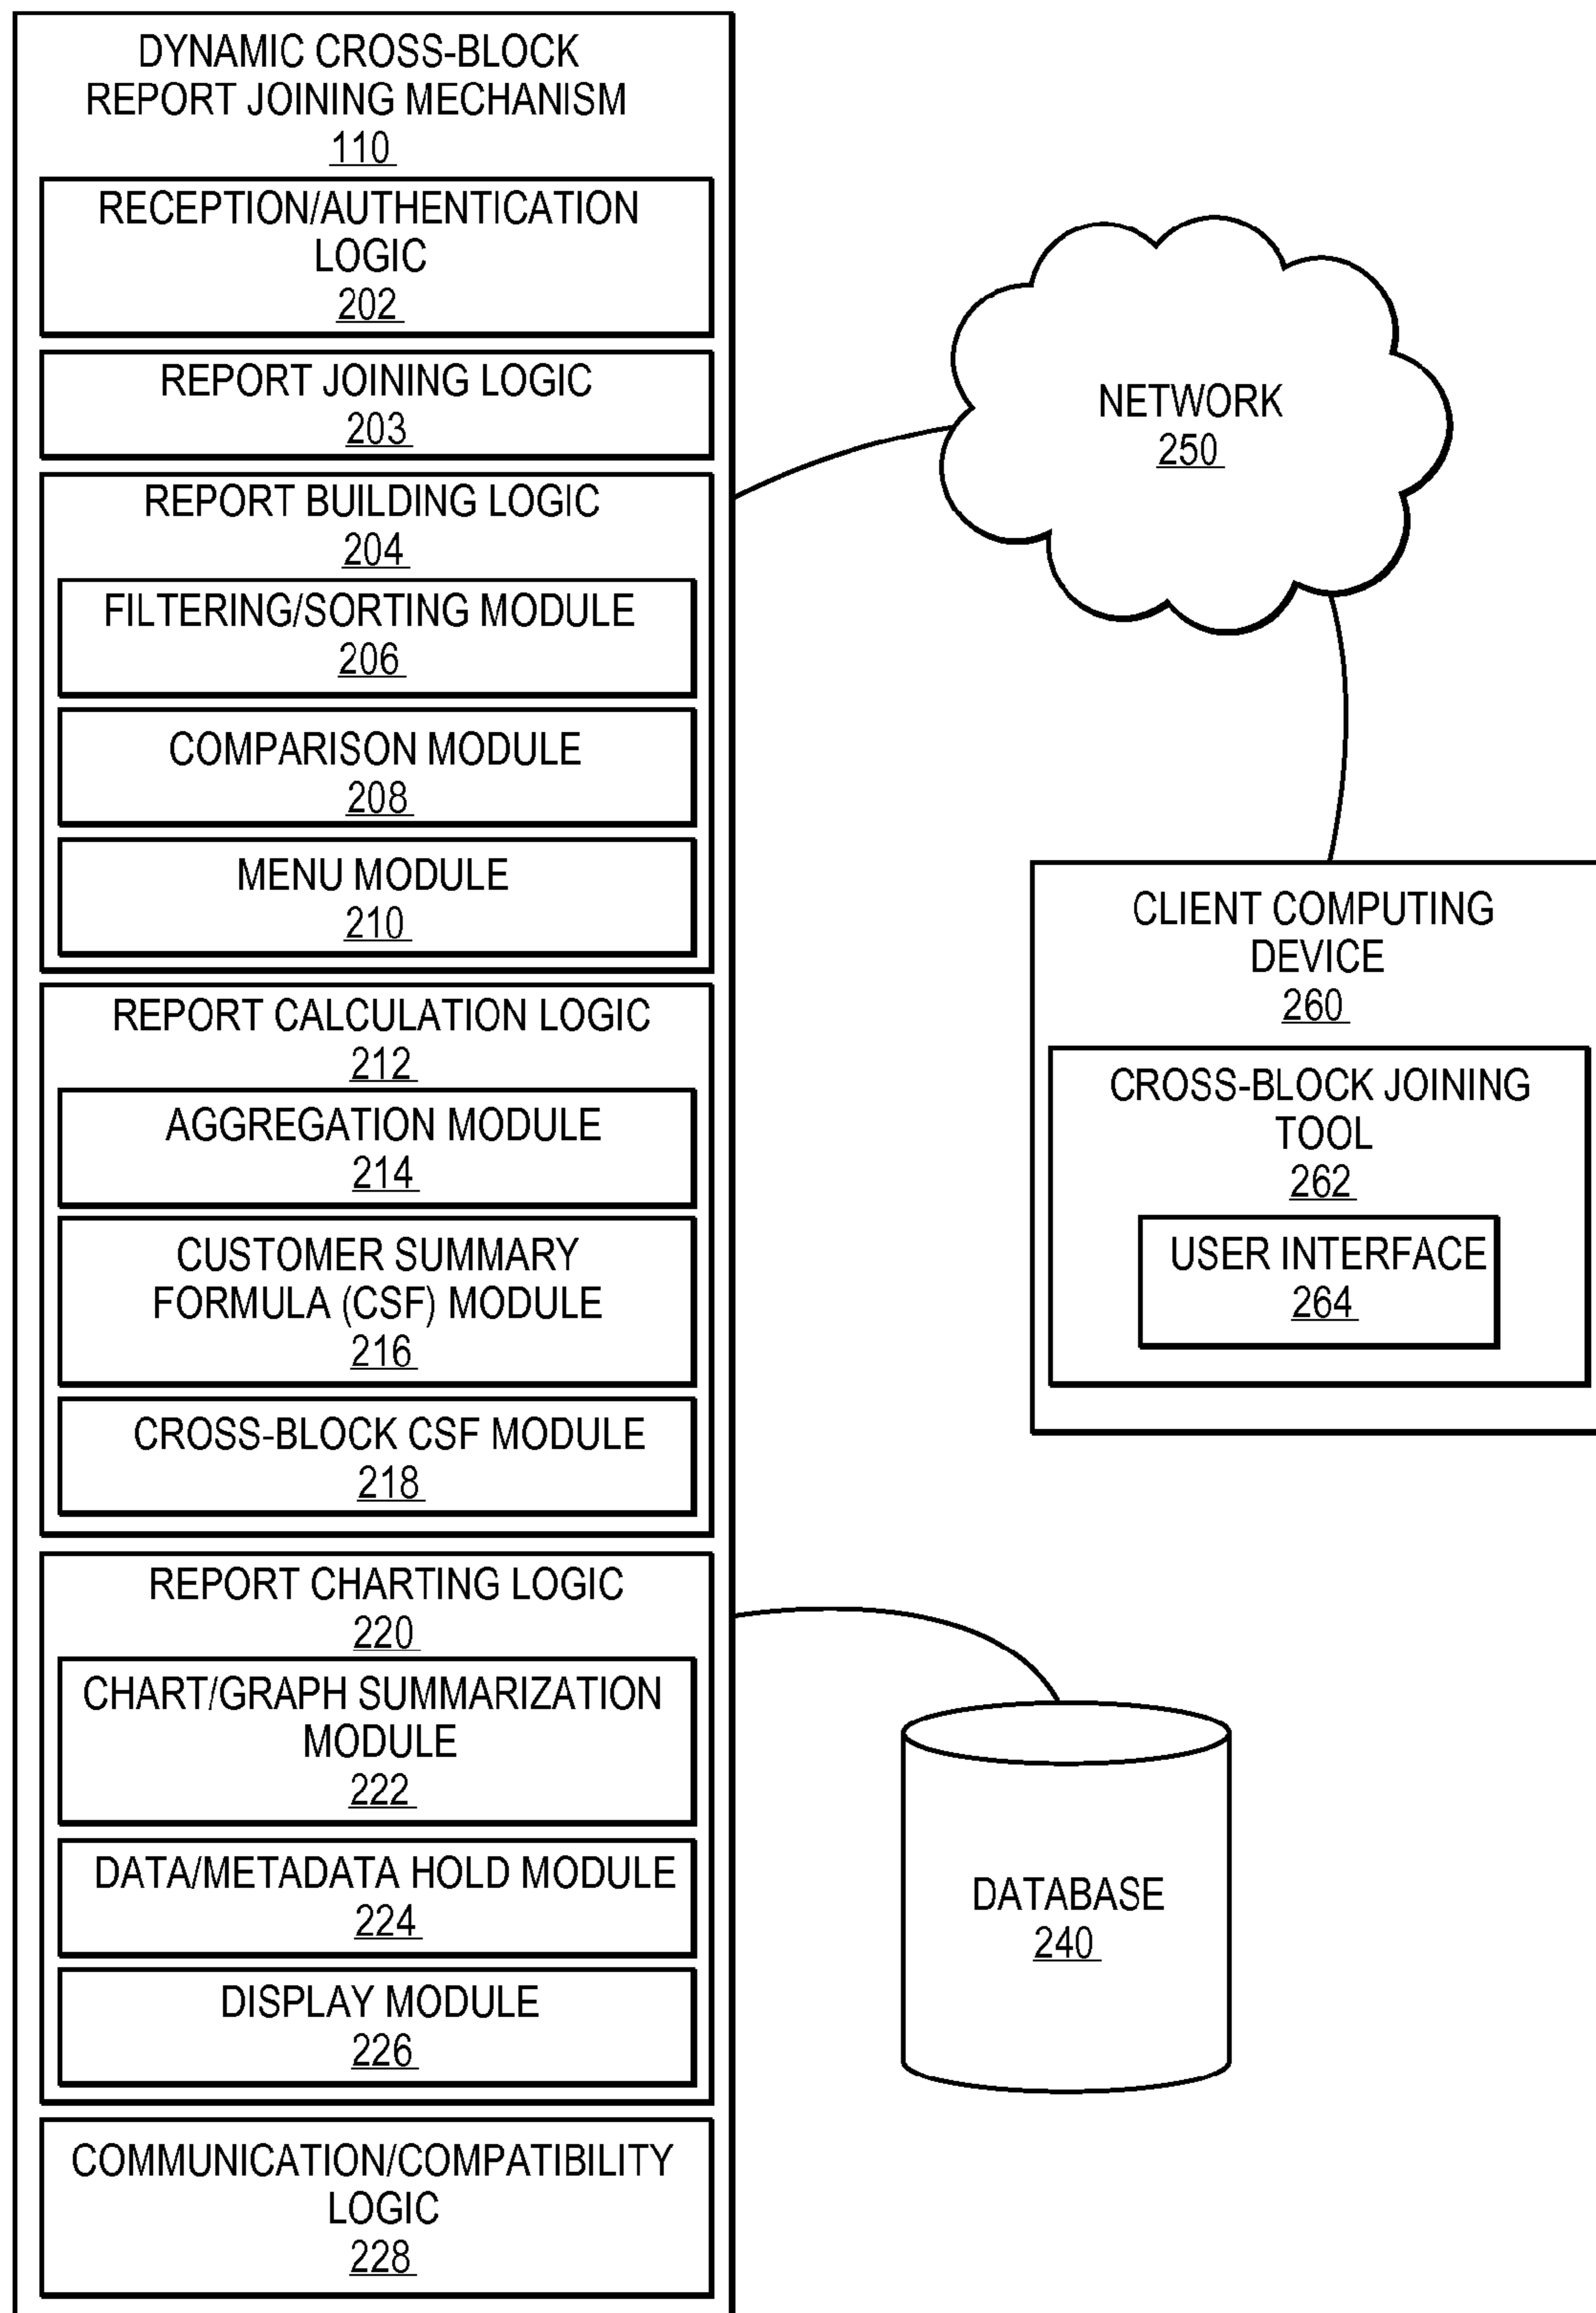 DYNAMIC CROSS-BLOCK
REPORT JOINING MECHANISM
110
RECEPTION/AUTHENTICATION
LOGIC
202
REPORT JOINING LOGIC
203
REPORT BUILDING LOGIC
204
FILTERING/SORTING MODULE
206
COMPARISON MODULE
208
MENU MODULE
210
REPORT CALCULATION LOGIC
212
AGGREGATION MODULE
214
CUSTOMER SUMMARY
FORMULA (CSF) MODULE
216
CROSS-BLOCK CSF MODULE
218
REPORT CHARTING LOGIC
220
CHART/GRAPH SUMMARIZATION
MODULE
222
DATA/METADATA HOLD MODULE
224
DISPLAY MODULE
226
COMMUNICATION/COMPATIBILITY
LOGIC
228
NETWORK
250
CLIENT COMPUTING
DEVICE
260
CROSS-BLOCK JOINING
TOOL
262
USER INTERFACE
264
DATABASE
240